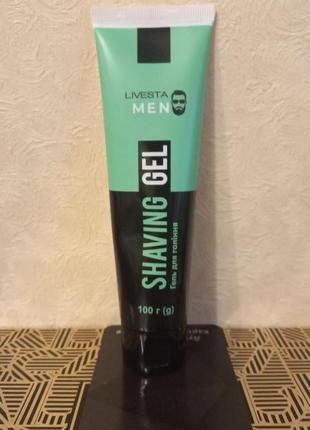 LIVESTA
MEN
SHAVING GEL
Гель для гоління
100 г (g)